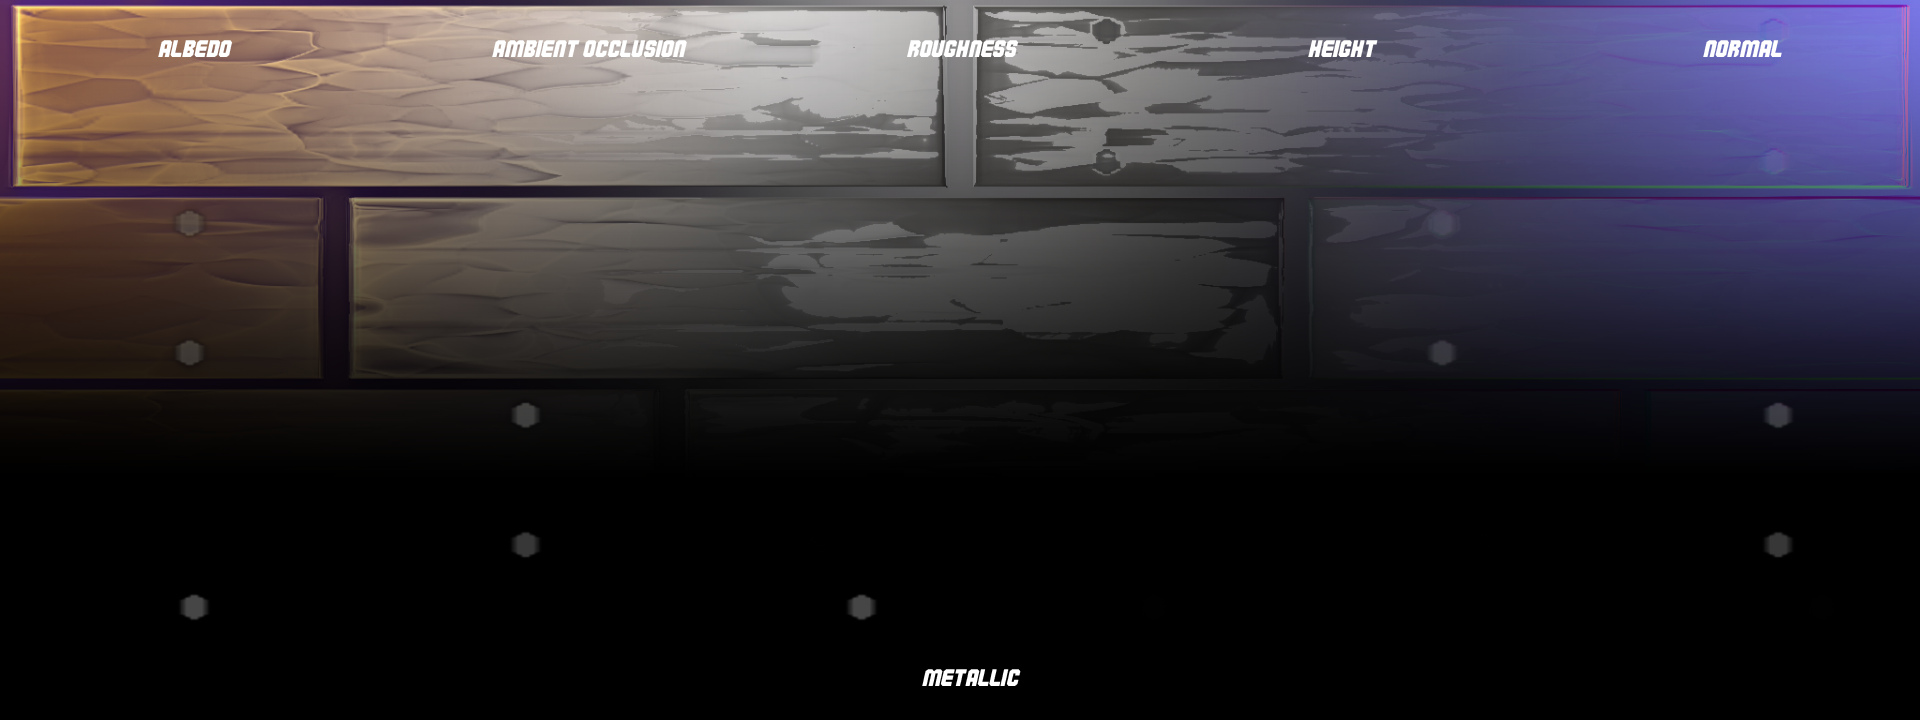 ALBEDO
AMBIENT OCCLUSION
ROUGHNESS
HEIGHT
NORMAL
METALLIC